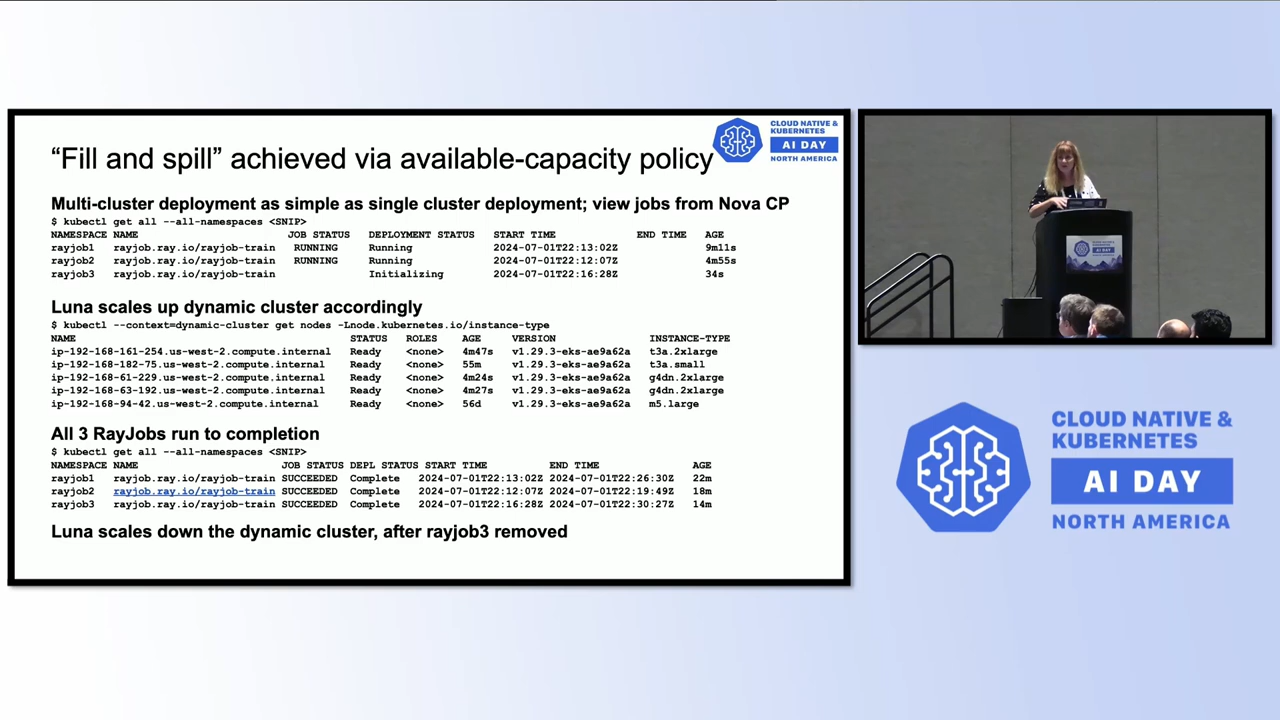 “Fill and spill” achieved via available-capacity policy
CLOUD NATIVE &
KUBERNETES
AI DAY
NORTH AMERICA
Multi-cluster deployment as simple as single cluster deployment; view jobs from Nova CP
$ kubectl get all --all-namespaces <SNIP>
NAMESPACE NAME JOB STATUS DEPLOYMENT STATUS START TIME END TIME AGE
rayjob1 rayjob.ray.io/rayjob-train RUNNING Running 2024-07-01T22:13:02Z 9m11s
rayjob2 rayjob.ray.io/rayjob-train RUNNING Running 2024-07-01T22:12:07Z 4m55s
rayjob3 rayjob.ray.io/rayjob-train Initializing 2024-07-01T22:16:28Z 34s
Luna scales up dynamic cluster accordingly
$ kubectl --context=dynamic-cluster get nodes -Lnode.kubernetes.io/instance-type
NAME STATUS ROLES AGE VERSION INSTANCE-TYPE
ip-192-168-161-254.us-west-2.compute.internal Ready <none> 4m47s v1.29.3-eks-ae9a62a t3a.2xlarge
ip-192-168-182-75.us-west-2.compute.internal Ready <none> 55m v1.29.3-eks-ae9a62a t3a.small
ip-192-168-61-229.us-west-2.compute.internal Ready <none> 4m24s v1.29.3-eks-ae9a62a g4dn.2xlarge
ip-192-168-63-192.us-west-2.compute.internal Ready <none> 4m27s v1.29.3-eks-ae9a62a g4dn.2xlarge
ip-192-168-94-42.us-west-2.compute.internal Ready <none> 56d v1.29.3-eks-ae9a62a m5.large
All 3 RayJobs run to completion
$ kubectl get all --all-namespaces <SNIP>
NAMESPACE NAME JOB STATUS DEPL STATUS START TIME END TIME AGE
rayjob1 rayjob.ray.io/rayjob-train SUCCEEDED Complete 2024-07-01T22:13:02Z 2024-07-01T22:26:30Z 22m
rayjob2 rayjob.ray.io/rayjob-train SUCCEEDED Complete 2024-07-01T22:12:07Z 2024-07-01T22:19:49Z 18m
rayjob3 rayjob.ray.io/rayjob-train SUCCEEDED Complete 2024-07-01T22:16:28Z 2024-07-01T22:30:27Z 14m
Luna scales down the dynamic cluster, after rayjob3 removed
AI DAY
CLOUD NATIVE &
KUBERNETES
AI DAY
NORTH AMERICA